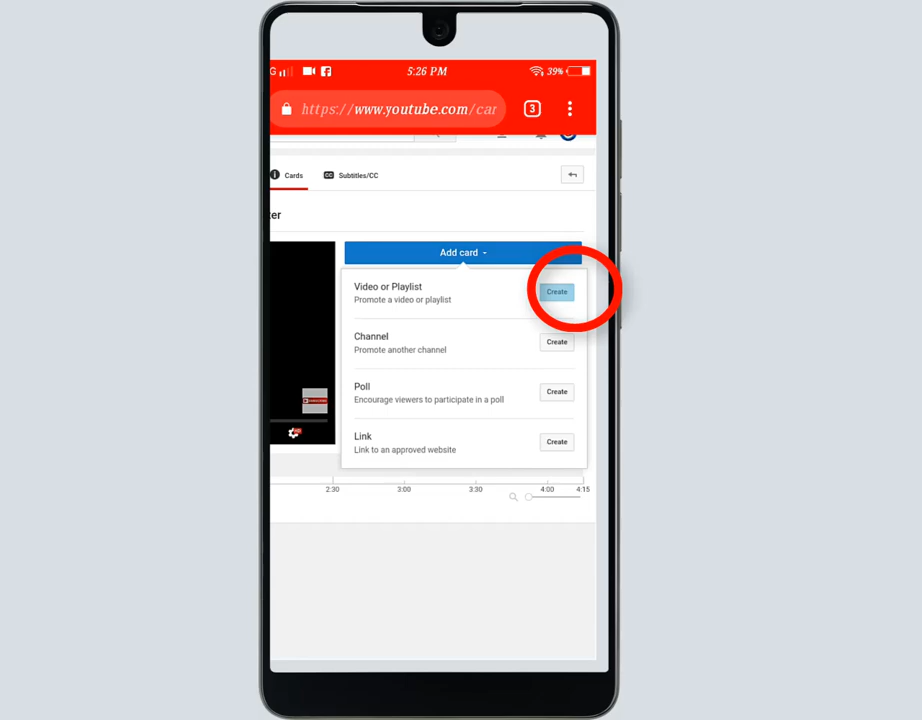 G 5:26 PM 39%
https://www.youtube.com/car 3
Cards CC Subtitles/CC
ter
Add card
Video or Playlist
Promote a video or playlist
Create
Channel
Promote another channel
Create
Poll
Encourage viewers to participate in a poll
Create
Link
Link to an approved website
Create
2:30 3:00 3:30 4:00 4:15